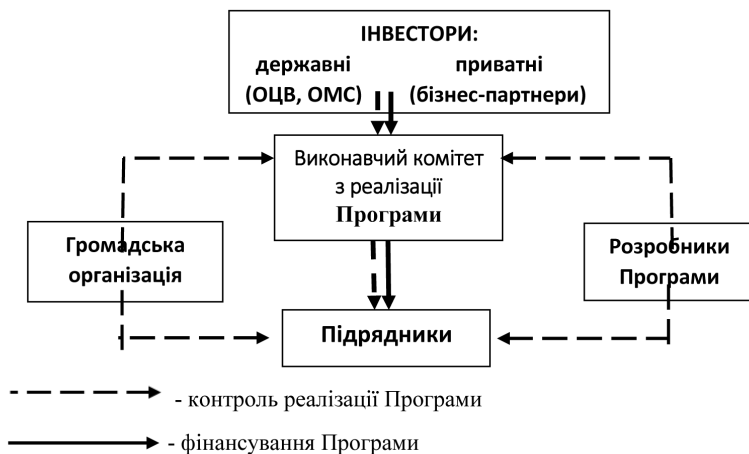 ІНВЕСТОРИ:
державні приватні
(ОЦВ, ОМС) (бізнес-партнери)
Виконавчий комітет
з реалізації
Програми
Громадська
організація
Розробники
Програми
Підрядники
- контроль реалізації Програми
- фінансування Програми